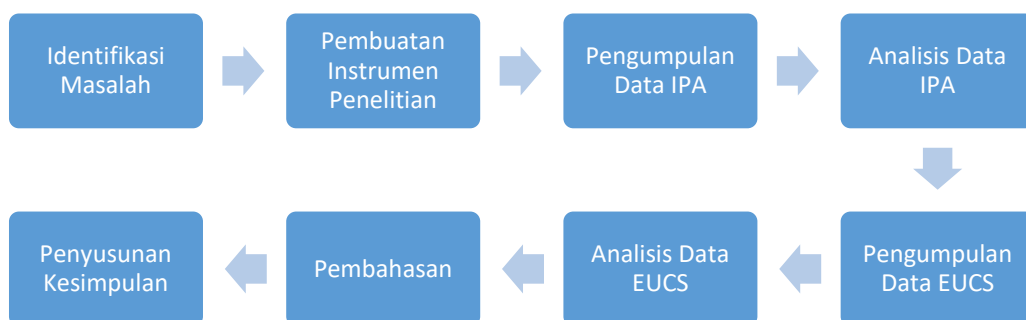 Identifikasi
Masalah
Pembuatan
Instrumen
Penelitian
Pengumpulan
Data IPA
Analisis Data
IPA
Pengumpulan
Data EUCS
Analisis Data
EUCS
Pembahasan
Penyusunan
Kesimpulan